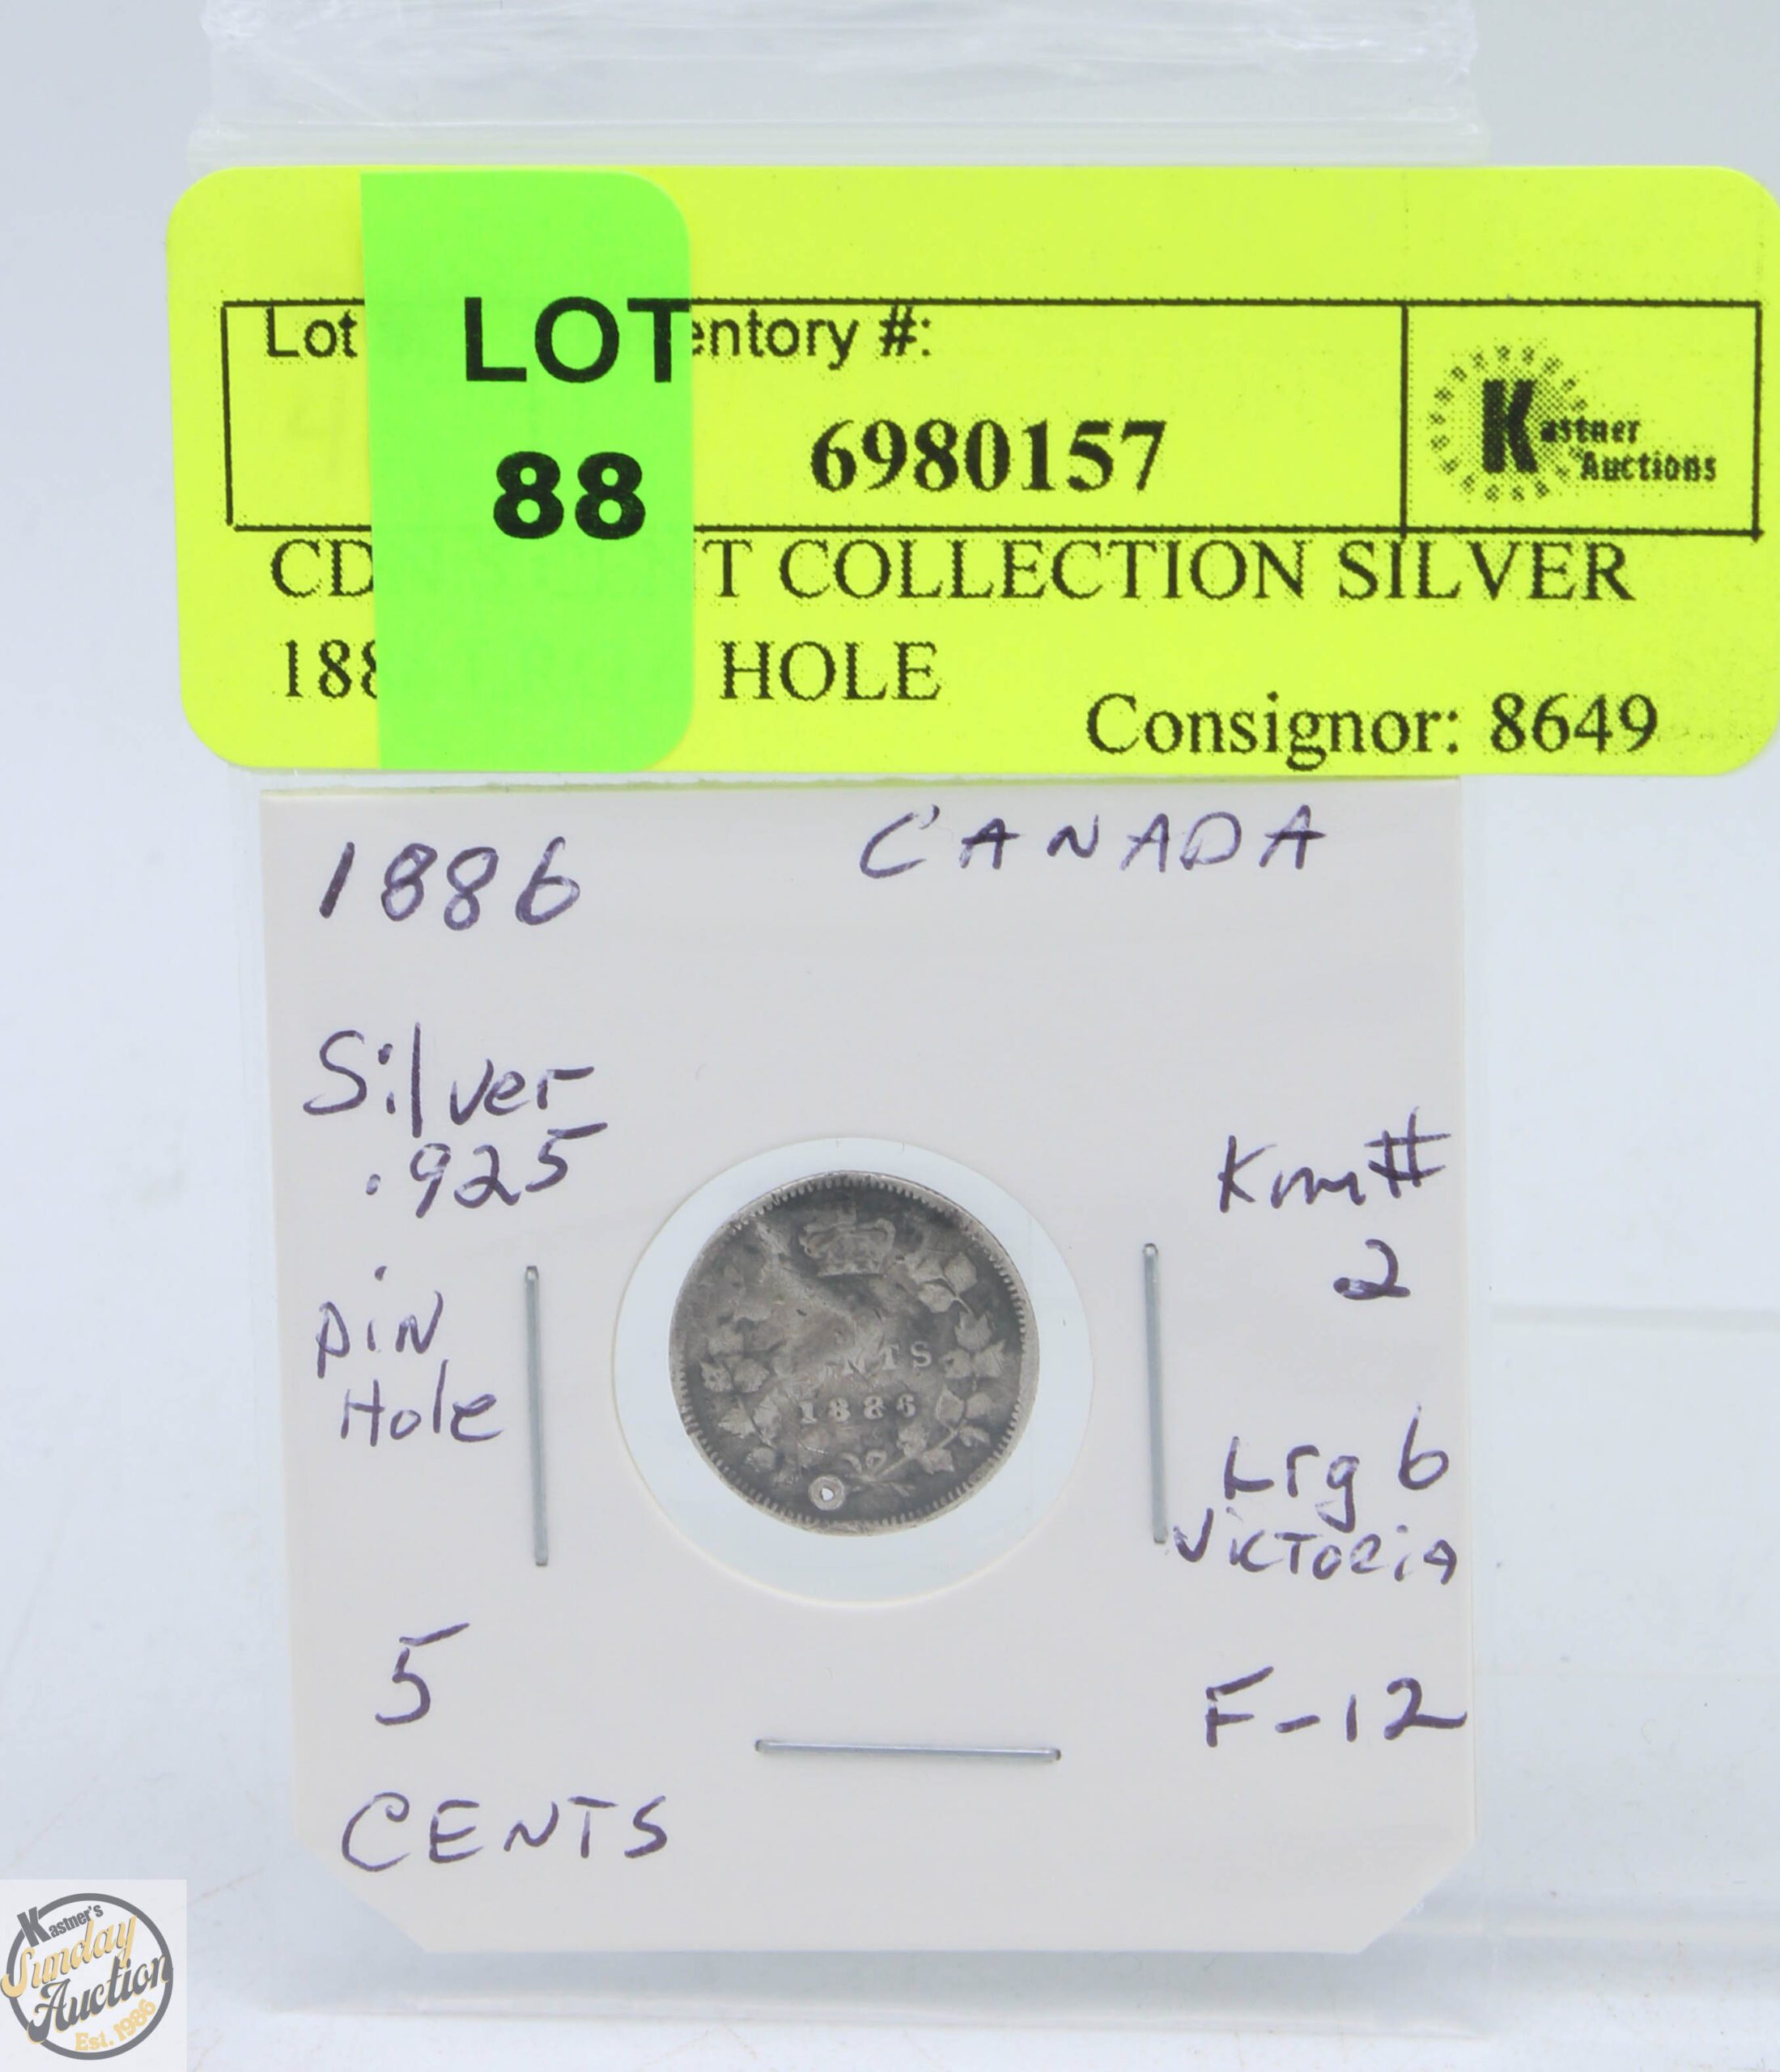 Lot entory #:
LOT
88
6980157
Kastner
Auctions
CD T COLLECTION SILVER
188 HOLE
Consignor: 8649
1886 CANADA
Silver
.925
Km#
2
PiN
Hole
Lrg 6
VicToria
5
CENTS
F-12
NTS
1886
Kastner's
Sunday
Auction
Est. 1986